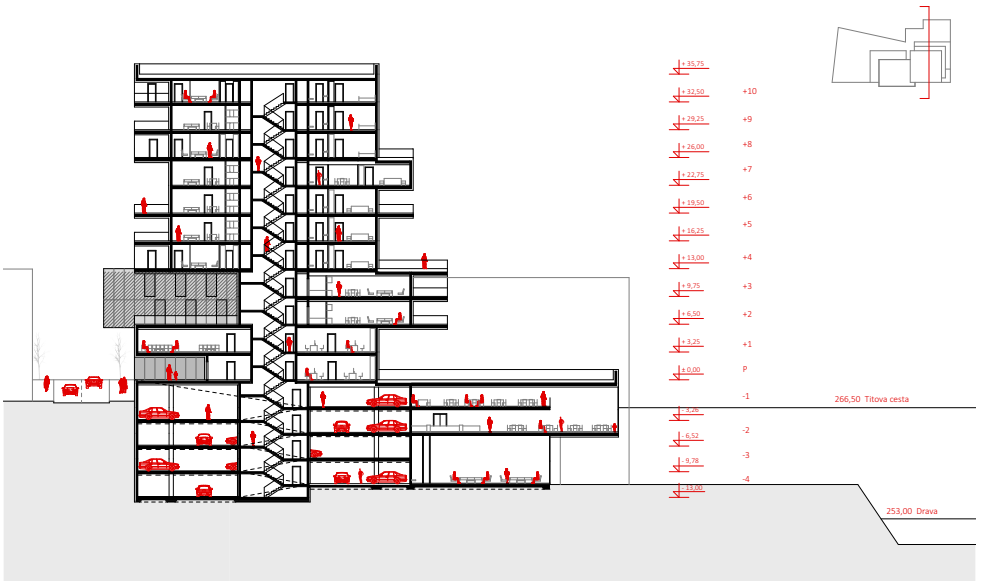 + 35,75
+ 32,50 +10
+ 29,25 +9
+ 26,00 +8
+ 22,75 +7
+ 19,50 +6
+ 16,25 +5
+ 13,00 +4
+ 9,75 +3
+ 6,50 +2
+ 3,25 +1
± 0,00 P
-1
266,50 Titova cesta
- 3,26
-2
- 6,52
-3
- 9,78
-4
- 13,00
253,00 Drava